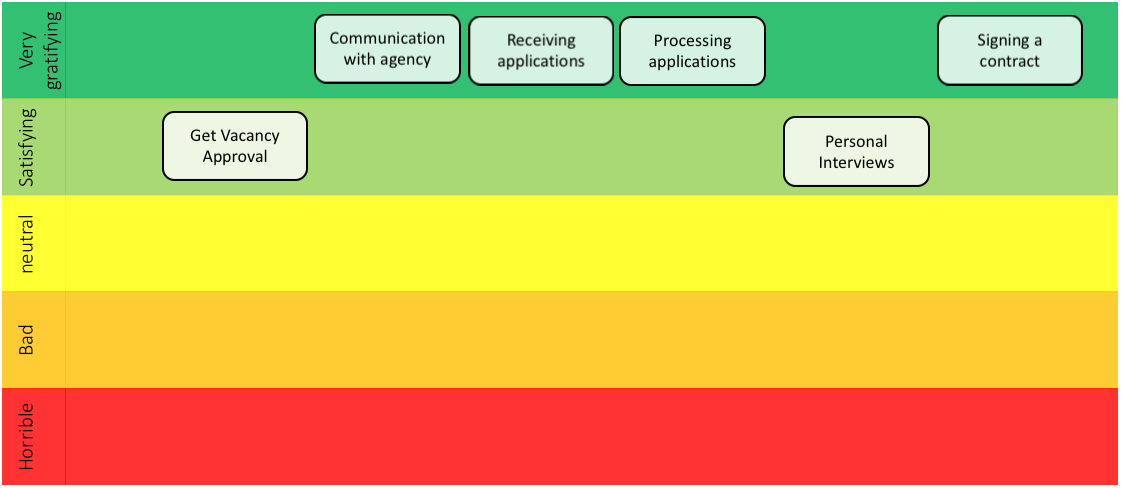 Very
gratifying
Communication
with agency
Receiving
applications
Processing
applications
Signing a
contract
Satisfying
Get Vacancy
Approval
Personal
Interviews
neutral
Bad
Horrible